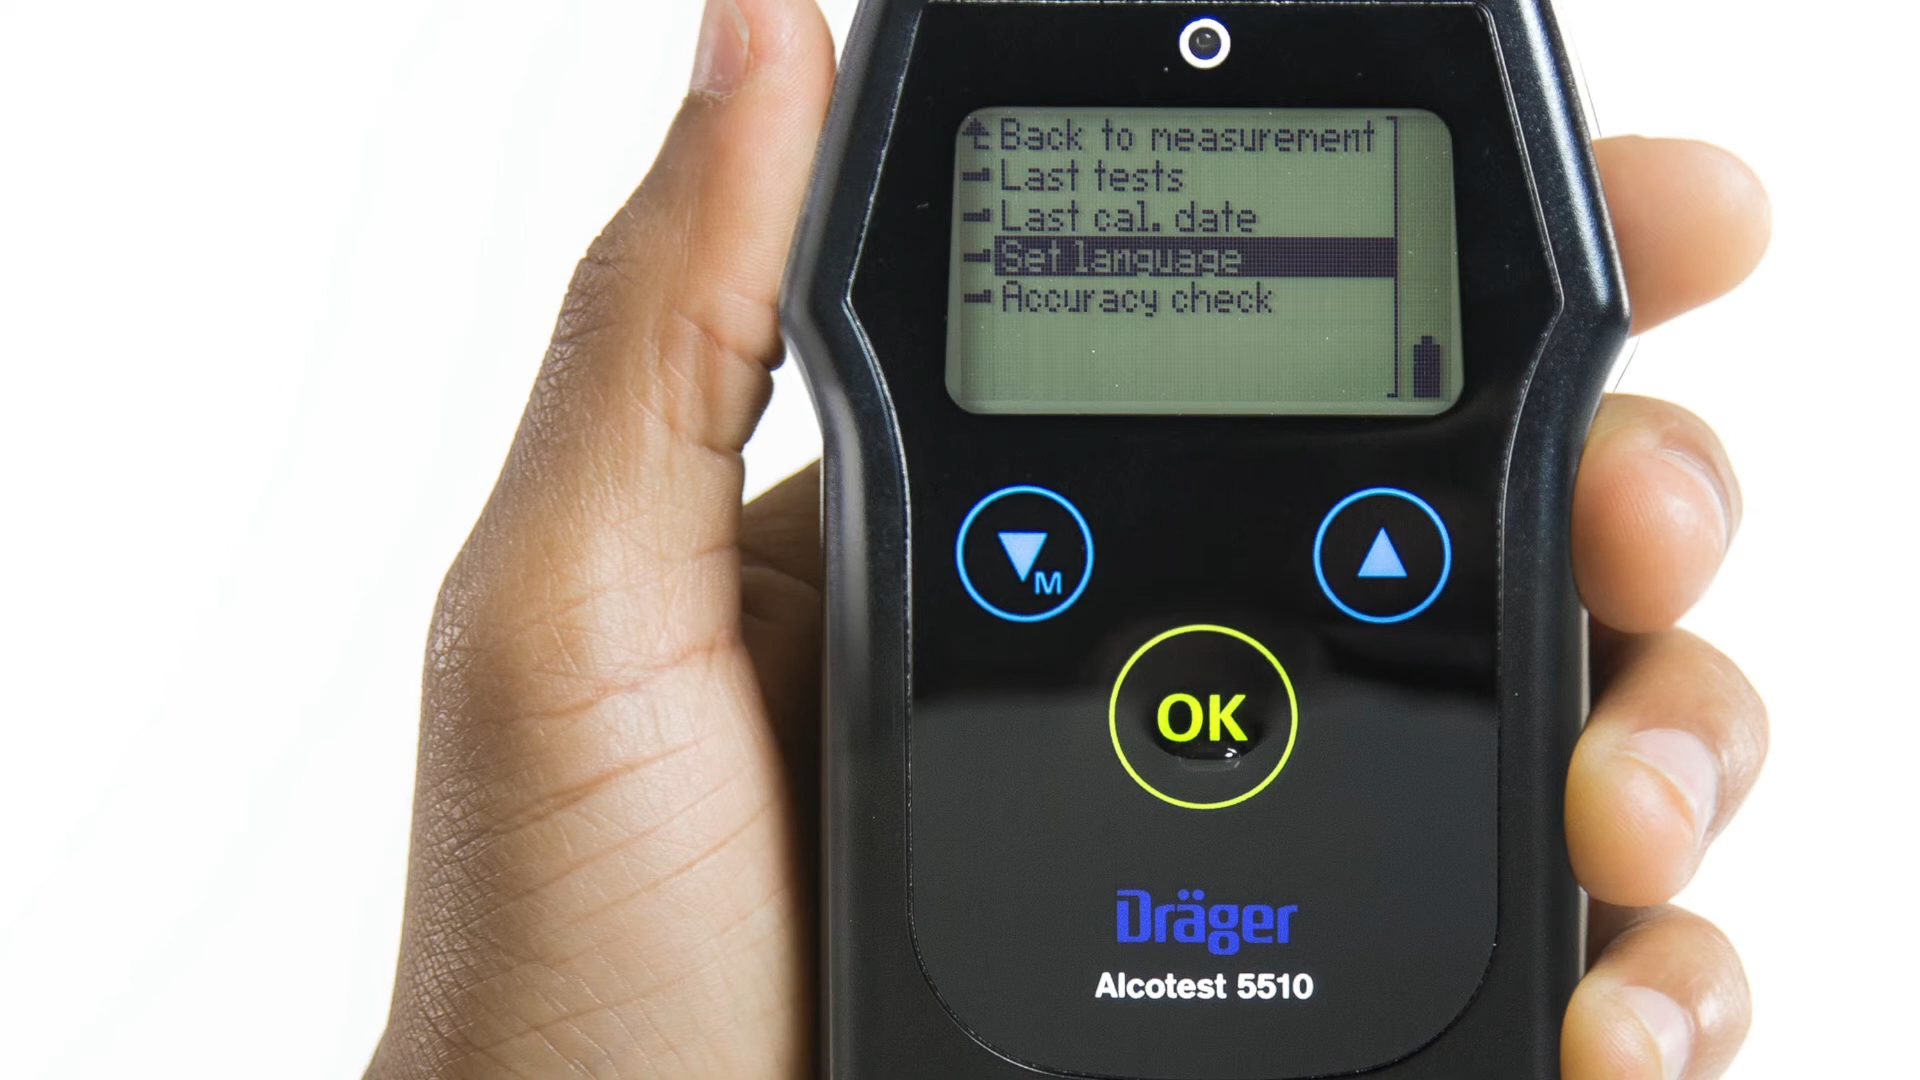 Back to measurement
Last tests
Last cal. date
Set language
Accuracy check
M
OK
Dräger
Alcotest 5510